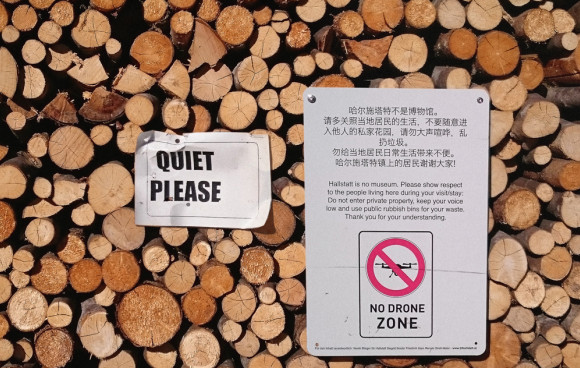 QUIET
PLEASE
哈尔施塔特不是博物馆。
请多关照当地居民的生活，不要随意进
入他人的私家花园，请勿大声喧哗，乱
扔垃圾。
勿给当地居民日常生活带来不便。
哈尔施塔特镇上的居民谢谢大家!
Hallstatt is no museum. Please show respect
to the people living here during your visit/stay:
Do not enter private property, keep your voice
low and use public rubbish bins for your waste.
Thank you for your understanding.
NO DRONE
ZONE